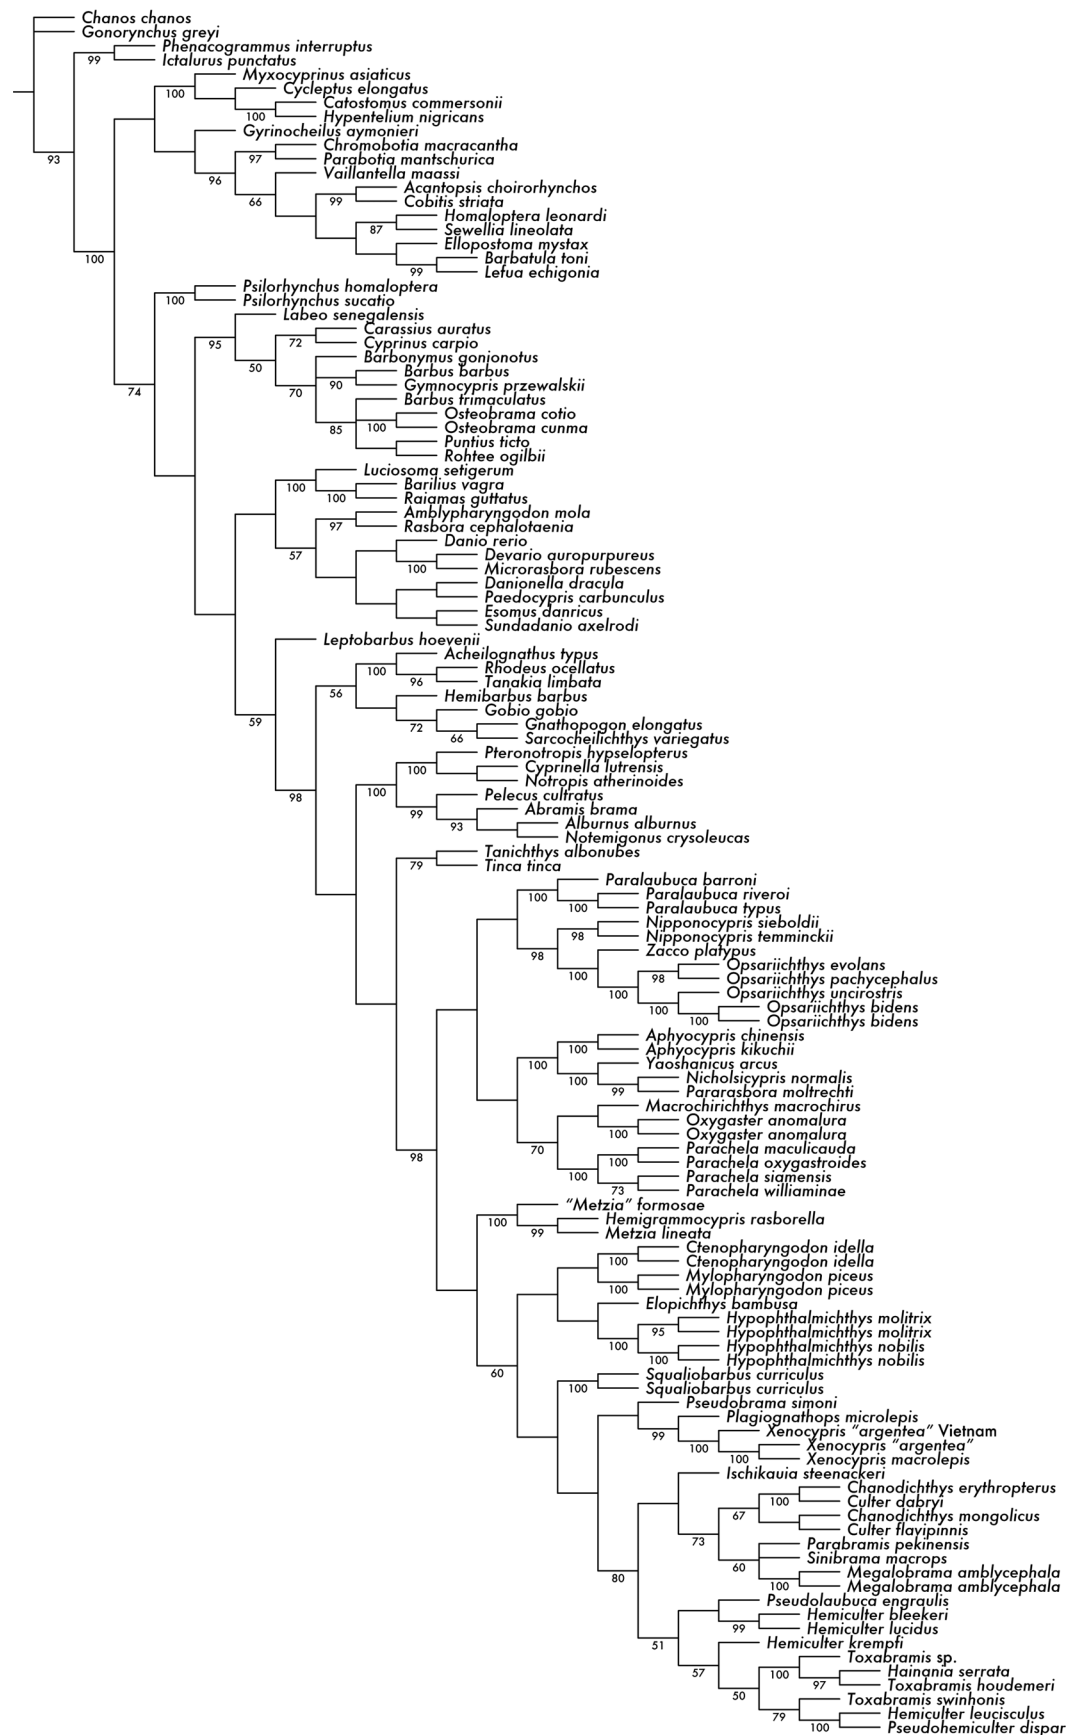 Chanos chanos
Gonorynchus greyi
Phenacogrammus interruptus
99
Ictalurus punctatus
Myxocyprinus asiaticus
100
Cycleptus elongatus
Catostomus commersonii
100
Hypentelium nigricans
Gyrinocheilus aymonieri
Chromobotia macracantha
93
97
Parabotia mantschurica
Vaillantella maassi
96
Acantopsis choirorhynchos
66
99
Cobitis striata
Homaloptera leonardi
87
Sewellia lineolata
Ellopostoma mystax
Barbatula toni
100
99
Lefua echigonia
Psilorhynchus homaloptera
100
Psilorhynchus sucatio
Labeo senegalensis
Carassius auratus
95
72
Cyprinus carpio
Barbonymus gonionotus
50
Barbus barbus
90
Gymnocypris przewalskii
74
70
Barbus trimaculatus
Osteobrama cotio
85
100
Osteobrama cunma
Puntius ticto
Rohtee ogilbii
Luciosoma setigerum
100
Barilius vagra
100
Raiamas guttatus
Amblypharyngodon mola
97
Rasbora cephalotaenia
Danio rerio
57
Devario auropurpureus
100
Microrasbora rubescens
Danionella dracula
Paedocypris carbunculus
Esomus danricus
Sundadanio axelrodi
Leptobarbus hoevenii
Acheilognathus typus
100
Rhodeus ocellatus
96
Tanakia limbata
56
Hemibarbus barbus
Gobio gobio
59
72
Gnathopogon elongatus
66
Sarcocheilichthys variegatus
Pteronotropis hypselopterus
100
Cyprinella lutrensis
Notropis atherinoides
98
100
Pelecus cultratus
99
Abramis brama
93
Alburnus alburnus
Notemigonus crysoleucas
Tanichthys albonubes
79
Tinca tinca
Paralaubuca barroni
100
Paralaubuca riveroi
100
Paralaubuca typus
Nipponocypris sieboldii
98
Nipponocypris temminckii
98
Zacco platypus
100
Opsariichthys evolans
98
Opsariichthys pachycephalus
100
Opsariichthys uncirostris
100
Opsariichthys bidens
100
Opsariichthys bidens
Aphyocypris chinensis
100
Aphyocypris kikuchii
100
Yaoshanicus arcus
100
Nicholsicypris normalis
99
Pararasbora moltrechti
Macrochirichthys macrochirus
Oxygaster anomalura
100
Oxygaster anomalura
70
Parachela maculicauda
98
100
Parachela oxygastroides
100
Parachela siamensis
73
Parachela williaminae
"Metzia" formosae
100
Hemigrammocypris rasborella
99
Metzia lineata
Ctenopharyngodon idella
100
Ctenopharyngodon idella
Mylopharyngodon piceus
100
Mylopharyngodon piceus
Elopichthys bambusa
Hypophthalmichthys molitrix
95
Hypophthalmichthys molitrix
100
Hypophthalmichthys nobilis
100
Hypophthalmichthys nobilis
60
Squaliobarbus curriculus
100
Squaliobarbus curriculus
Pseudobrama simoni
Plagiognathops microlepis
99
Xenocypris "argentea" Vietnam
100
Xenocypris "argentea"
100
Xenocypris macrolepis
Ischikauia steenackeri
Chanodichthys erythropterus
100
Culter dabryi
67
Chanodichthys mongolicus
Culter flavipinnis
73
Parabramis pekinensis
Sinibrama macrops
60
Megalobrama amblycephala
80
100
Megalobrama amblycephala
Pseudolaubuca engraulis
Hemiculter bleekeri
99
Hemiculter lucidus
51
Hemiculter krempfi
Toxabramis sp.
57
100
Hainania serrata
97
Toxabramis houdemeri
50
Toxabramis swinhonis
79
Hemiculter leucisculus
100
Pseudohemiculter dispar